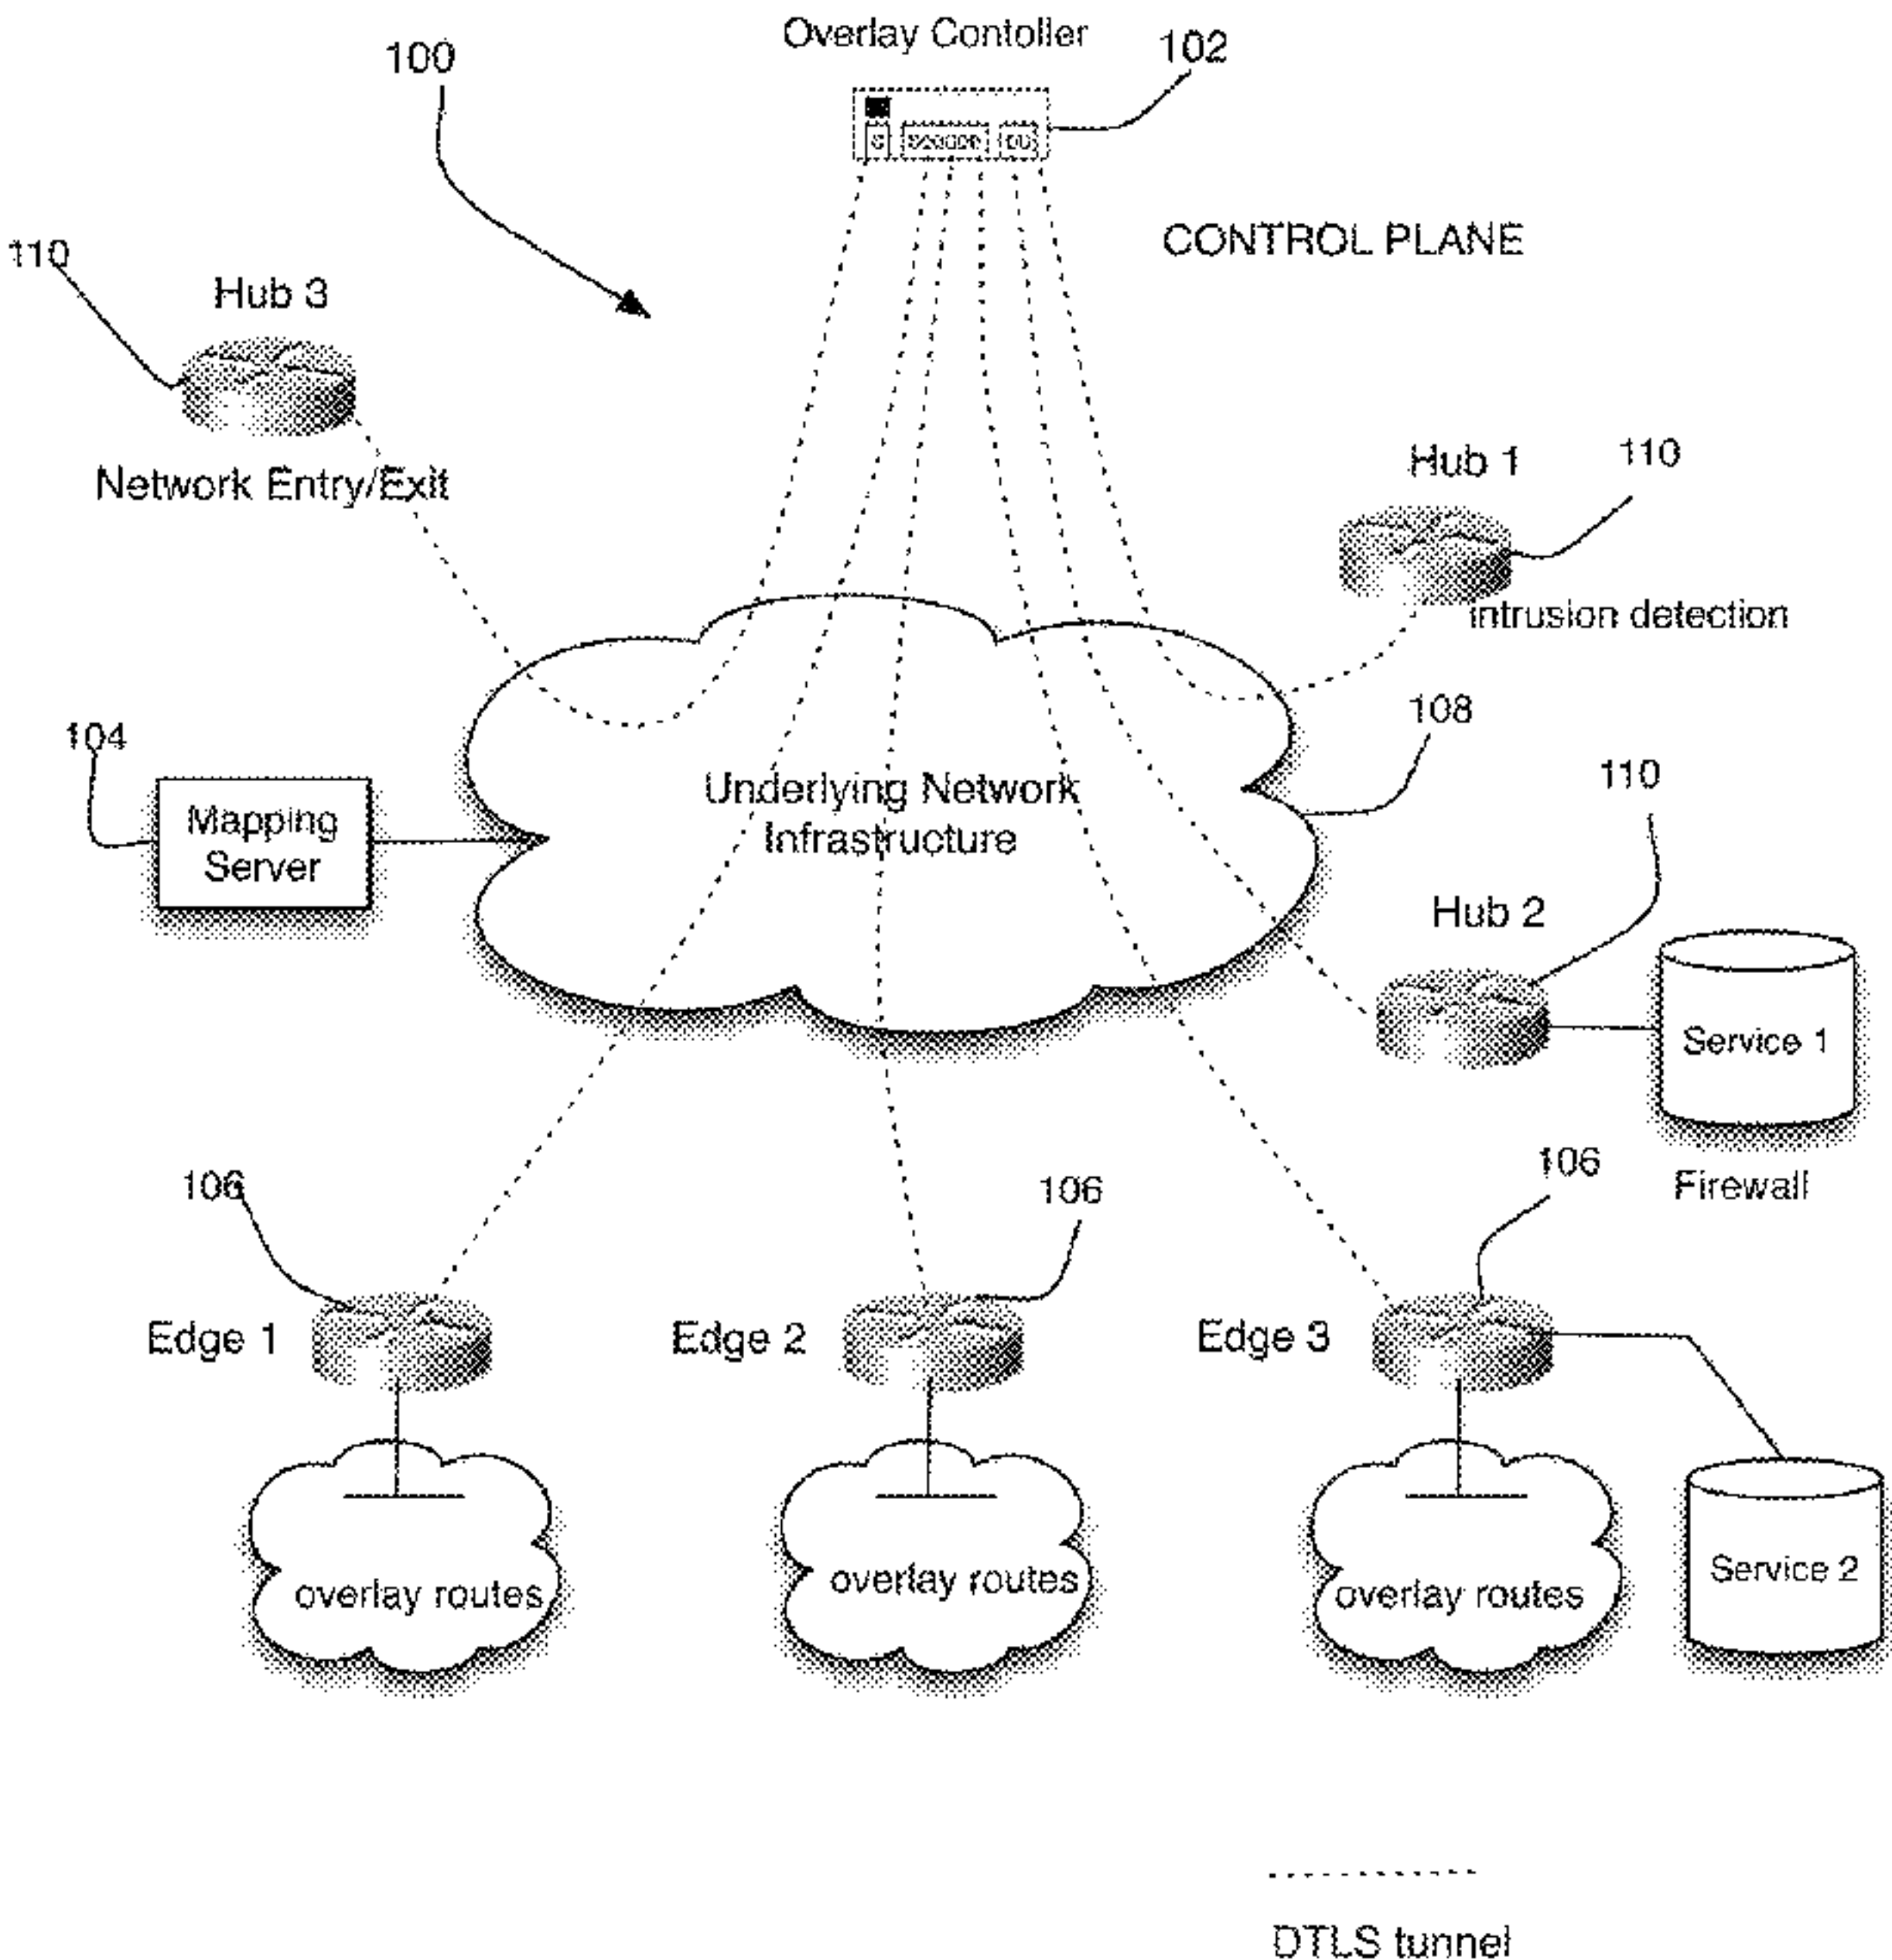 Overlay Contoller
102
100
CONTROL PLANE
110
Hub 3
Network Entry/Exit
Hub 1
110
intrusion detection
108
104
Mapping
Server
Underlying Network
Infrastructure
110
Hub 2
Service 1
Firewall
106
106
106
Edge 1
Edge 2
Edge 3
overlay routes
overlay routes
overlay routes
Service 2
DTLS tunnel